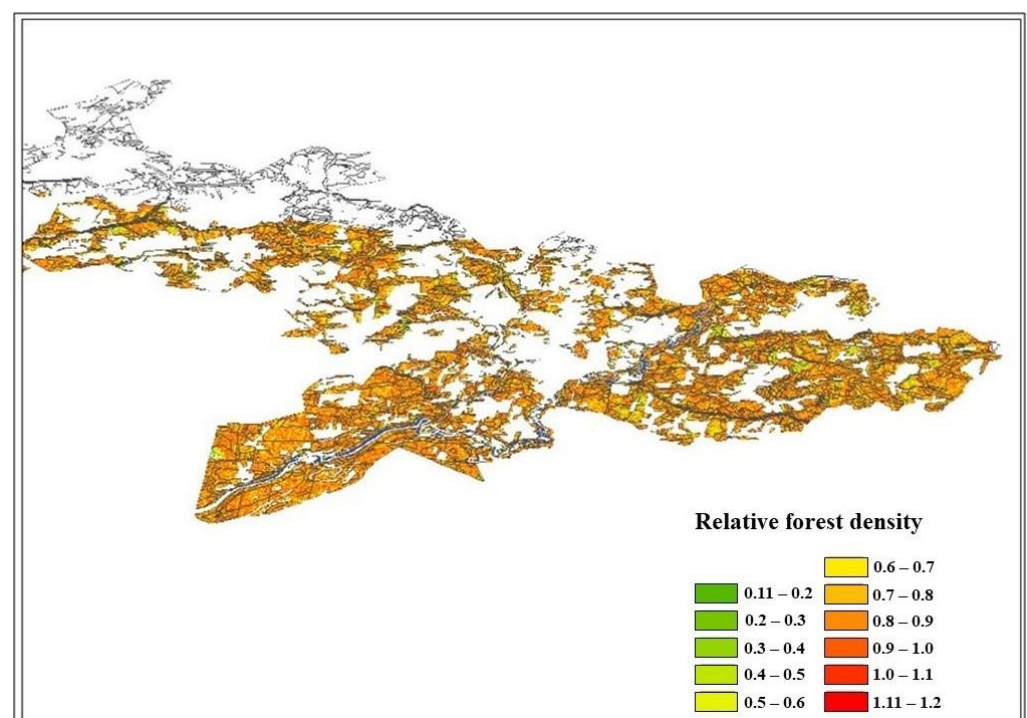 Relative forest density
0.6 – 0.7
0.11 – 0.2
0.7 – 0.8
0.2 – 0.3
0.8 – 0.9
0.3 – 0.4
0.9 – 1.0
0.4 – 0.5
1.0 – 1.1
0.5 – 0.6
1.11 – 1.2